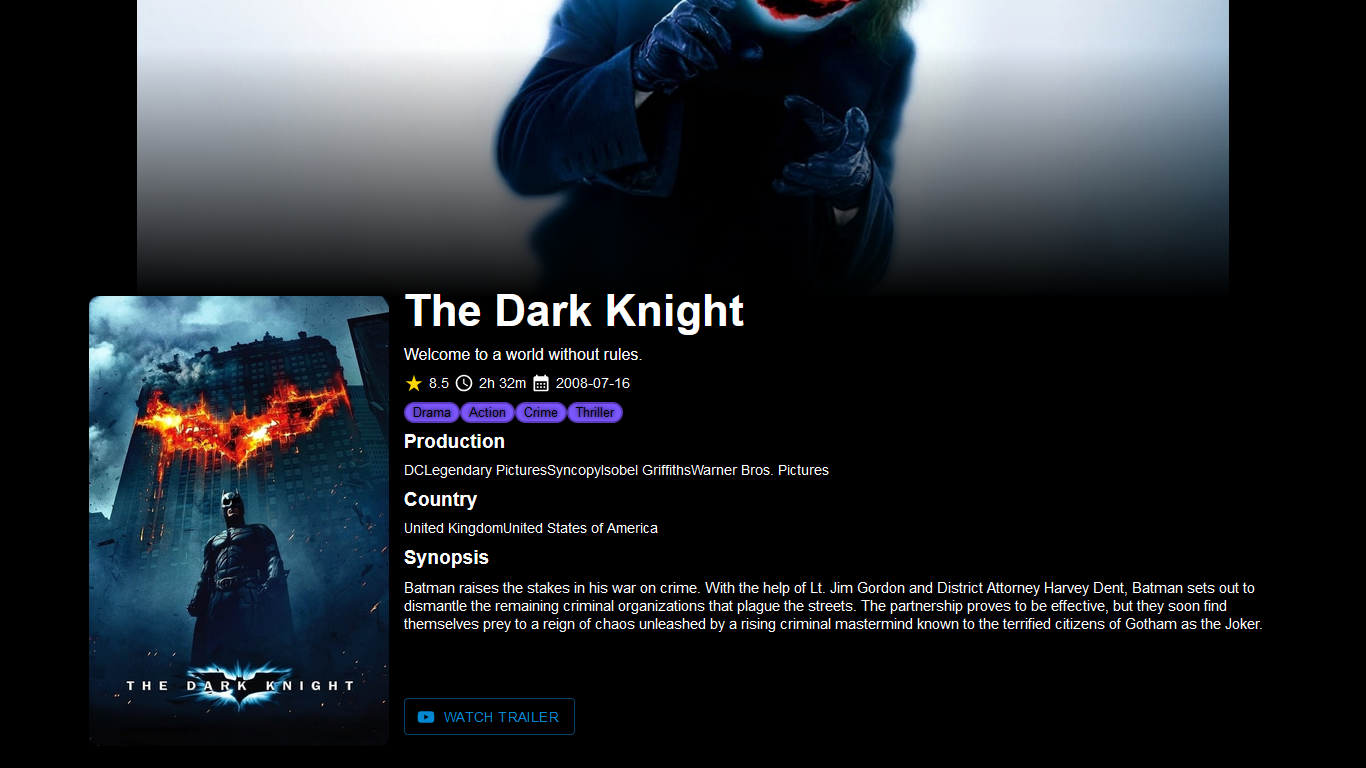 The Dark Knight
Welcome to a world without rules.
8.5 2h 32m 2008-07-16
Drama Action Crime Thriller
Production
DCLegendary PicturesSyncopyIsobel GriffithsWarner Bros. Pictures
Country
United KingdomUnited States of America
Synopsis
Batman raises the stakes in his war on crime. With the help of Lt. Jim Gordon and District Attorney Harvey Dent, Batman sets out to
dismantle the remaining criminal organizations that plague the streets. The partnership proves to be effective, but they soon find
themselves prey to a reign of chaos unleashed by a rising criminal mastermind known to the terrified citizens of Gotham as the Joker.
THE DARK KNIGHT
WATCH TRAILER